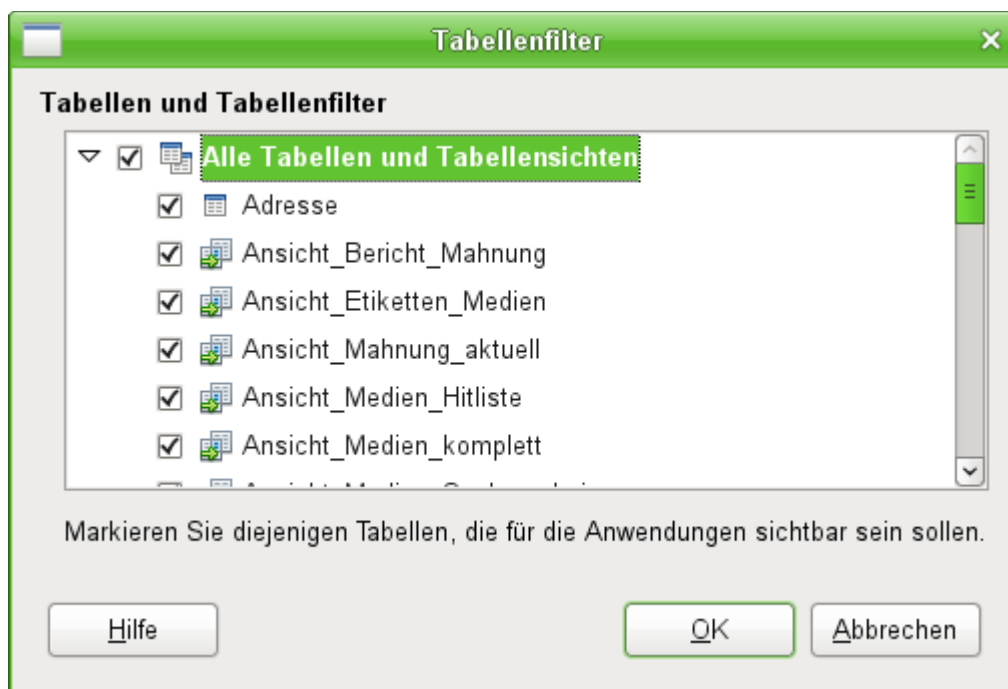 Tabellenfilter
Tabellen und Tabellenfilter
Alle Tabellen und Tabellensichten
Adresse
Ansicht_Bericht_Mahnung
Ansicht_Etiketten_Medien
Ansicht_Mahnung_aktuell
Ansicht_Medien_Hitliste
Ansicht_Medien_komplett
Markieren Sie diejenigen Tabellen, die für die Anwendungen sichtbar sein sollen.
Hilfe
OK
Abbrechen